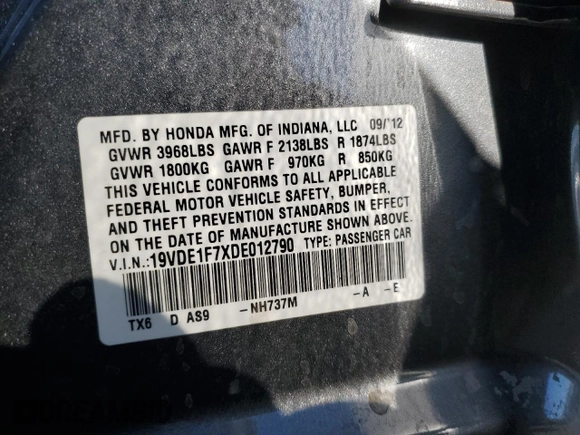 MFD. BY HONDA MFG. OF INDIANA, LLC 09/'12
GVWR 3968LBS GAWR F 2138LBS R 1874LBS
GVWR 1800KG GAWR F 970KG R 850KG
THIS VEHICLE CONFORMS TO ALL APPLICABLE
FEDERAL MOTOR VEHICLE SAFETY, BUMPER,
AND THEFT PREVENTION STANDARDS IN EFFECT
ON THE DATE OF MANUFACTURE SHOWN ABOVE.
V.I.N.:19VDE1F7XDE012790 TYPE: PASSENGER CAR
TX6 D AS9 -NH737M -A -E